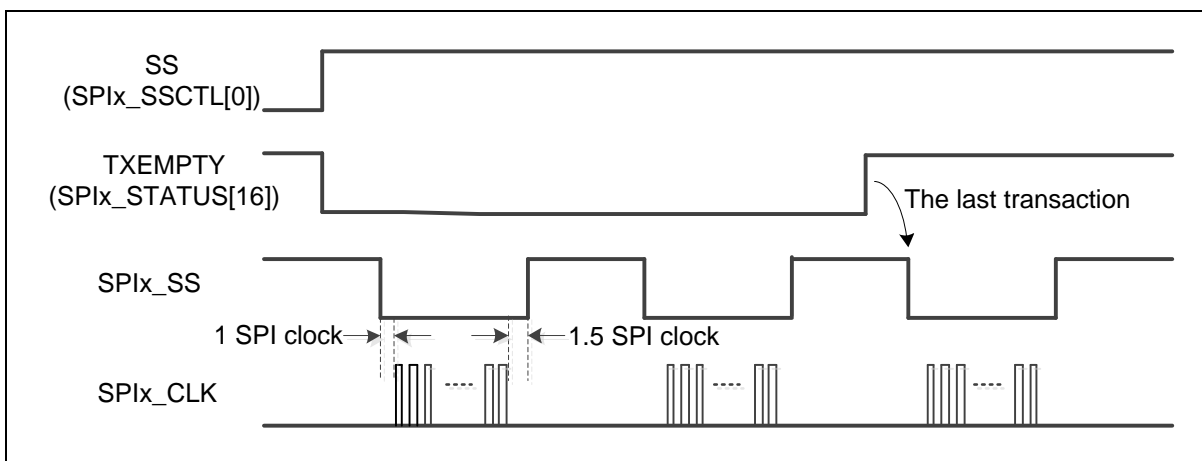 SS
(SPIx_SSCTL[0])
TXEMPTY
(SPIx_STATUS[16])
The last transaction
SPIx_SS
1 SPI clock
1.5 SPI clock
SPIx_CLK